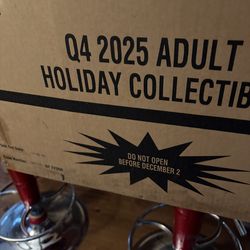 Q4 2025 ADULT
HOLIDAY COLLECTIB
DO NOT OPEN
BEFORE DECEMBER 2